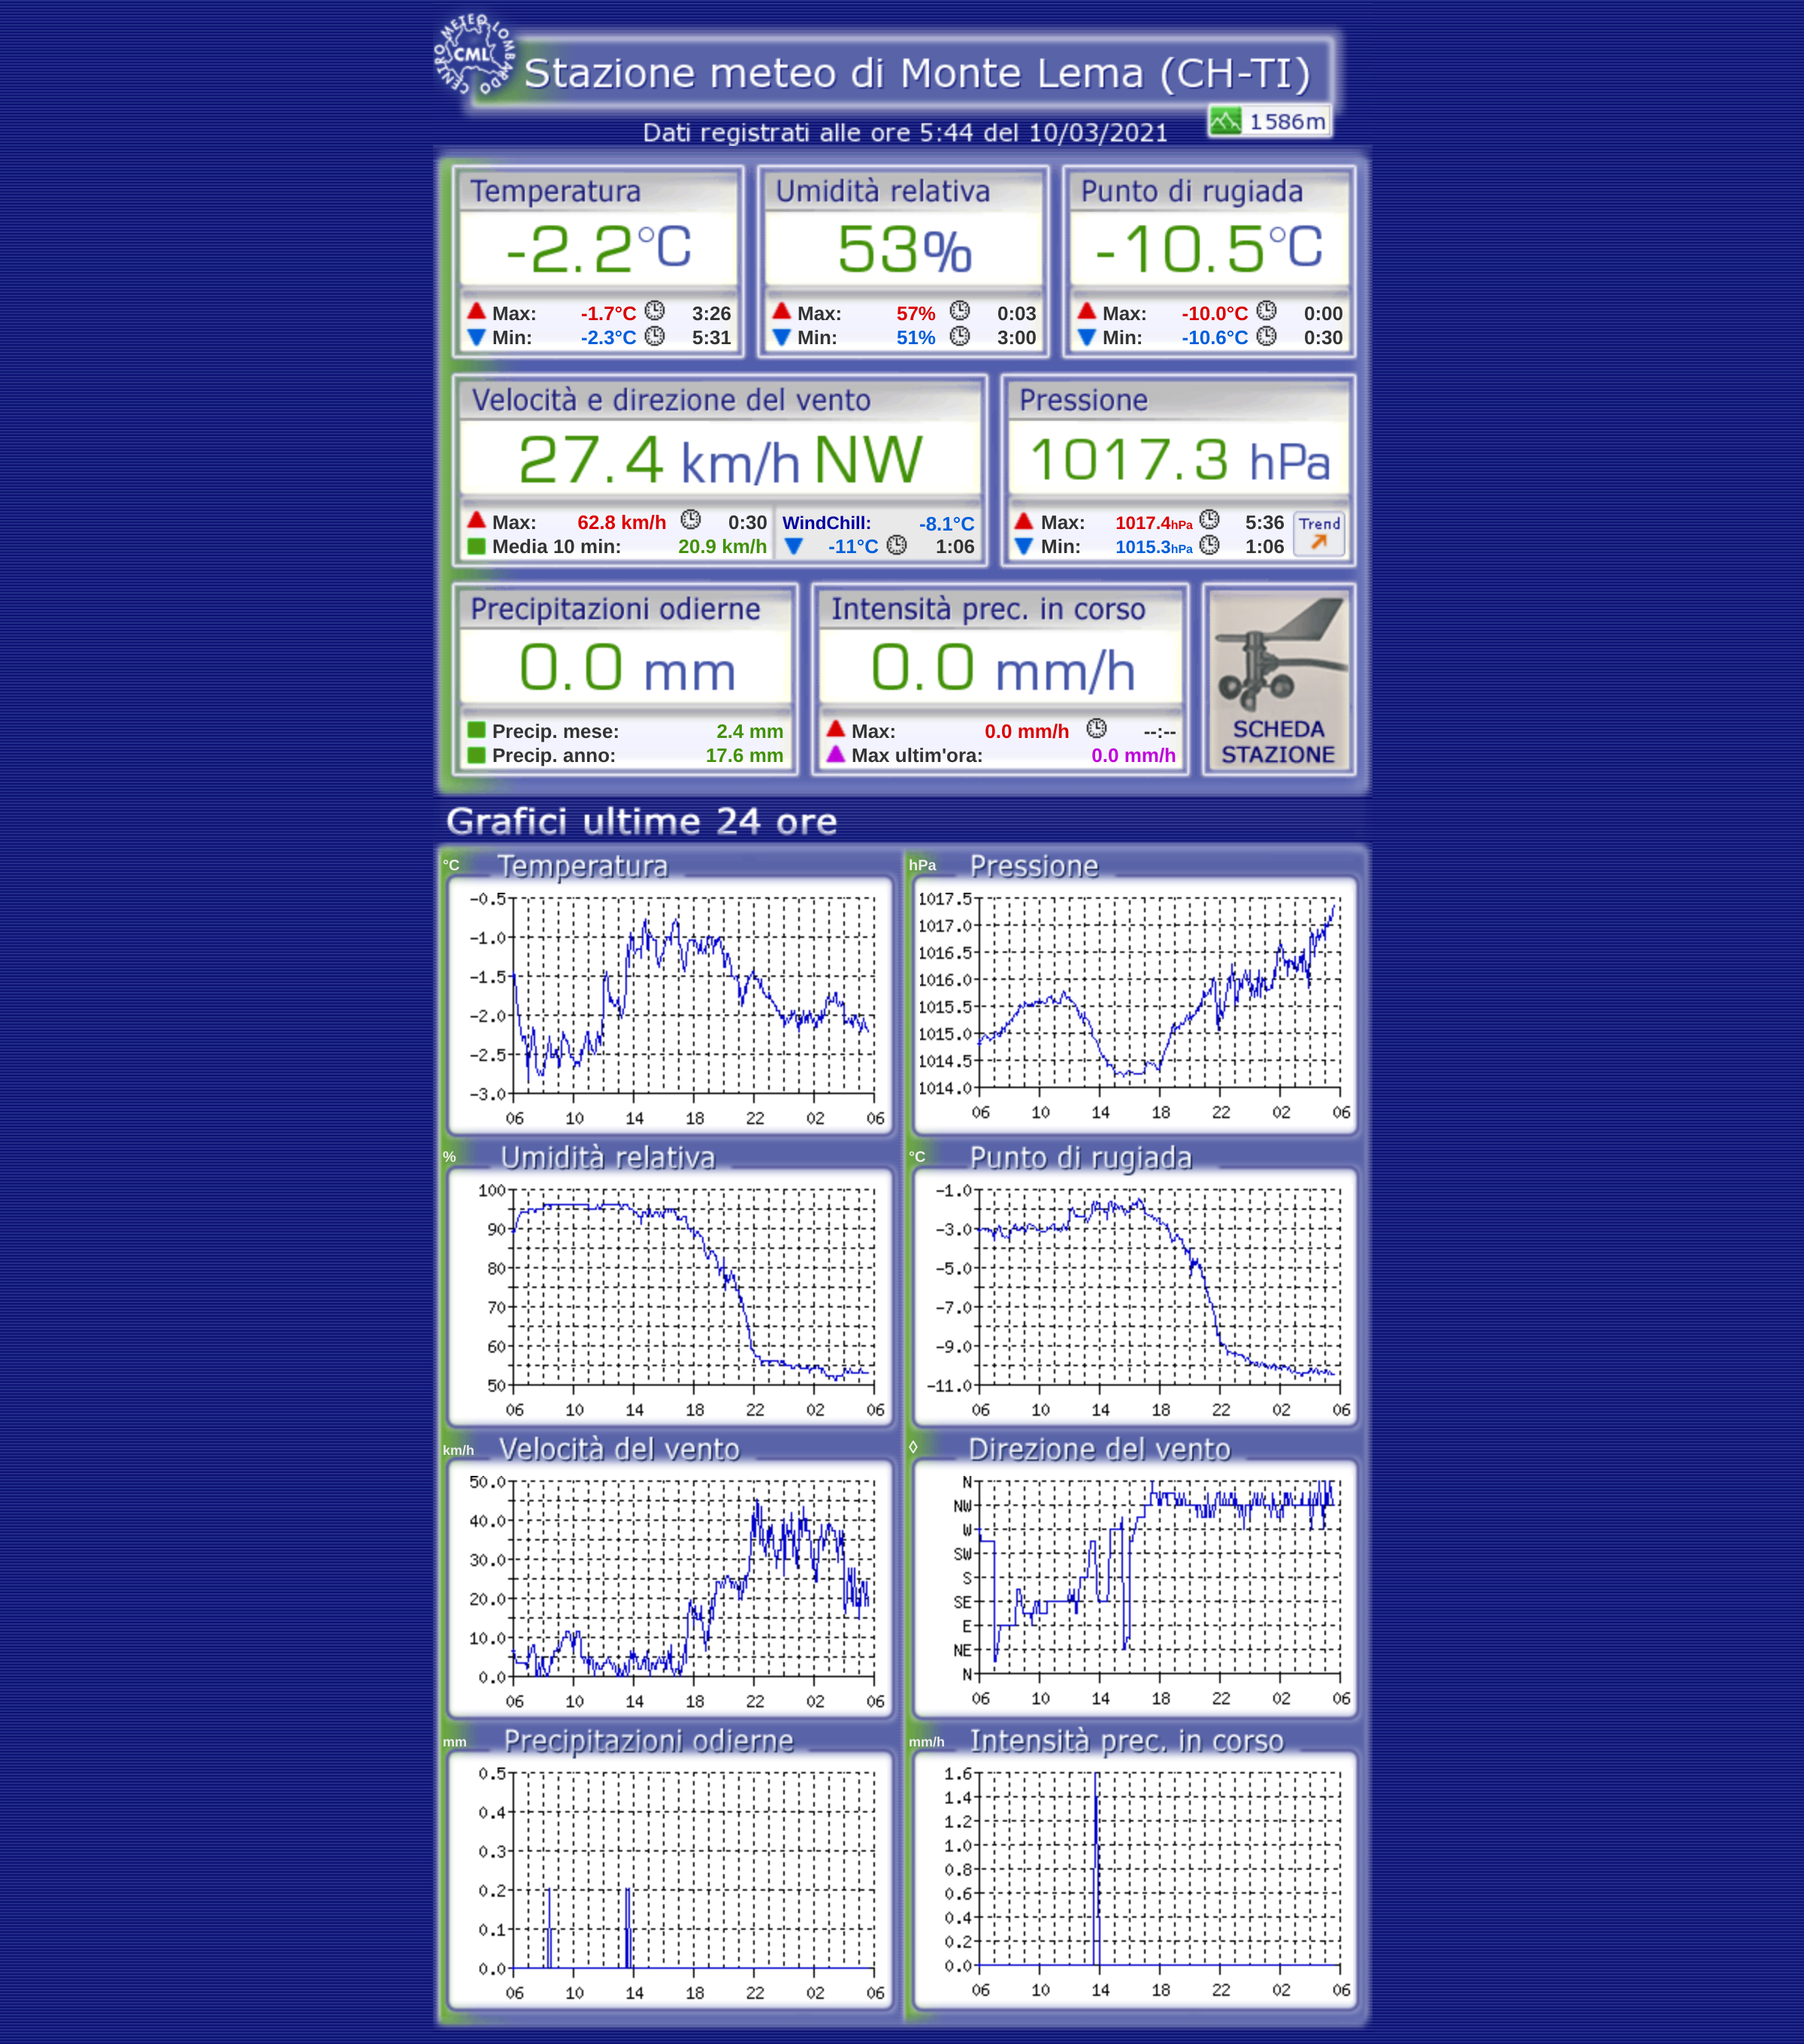 CENTRO METEO LOMBARDO
CML
Stazione meteo di Monte Lema (CH-TI)
1586m
Dati registrati alle ore 5:44 del 10/03/2021
Temperatura Umidità relativa Punto di rugiada
-2.2°C 53% -10.5°C
Max: -1.7°C 3:26 Max: 57% 0:03 Max: -10.0°C 0:00
Min: -2.3°C 5:31 Min: 51% 3:00 Min: -10.6°C 0:30
Velocità e direzione del vento Pressione
27.4 km/h NW 1017.3 hPa
Max: 62.8 km/h 0:30 WindChill: -8.1°C Max: 1017.4hPa 5:36 Trend
Media 10 min: 20.9 km/h -11°C 1:06 Min: 1015.3hPa 1:06
Precipitazioni odierne Intensità prec. in corso
0.0 mm 0.0 mm/h
Precip. mese: 2.4 mm Max: 0.0 mm/h --:-- SCHEDA
Precip. anno: 17.6 mm Max ultim'ora: 0.0 mm/h STAZIONE
Grafici ultime 24 ore
°C Temperatura
-0.5
-1.0
-1.5
-2.0
-2.5
-3.0
06 10 14 18 22 02 06
hPa Pressione
1017.5
1017.0
1016.5
1016.0
1015.5
1015.0
1014.5
1014.0
06 10 14 18 22 02 06
% Umidità relativa
100
90
80
70
60
50
06 10 14 18 22 02 06
°C Punto di rugiada
-1.0
-3.0
-5.0
-7.0
-9.0
-11.0
06 10 14 18 22 02 06
km/h Velocità del vento
50.0
40.0
30.0
20.0
10.0
0.0
06 10 14 18 22 02 06
◊ Direzione del vento
N
NW
W
SW
S
SE
E
NE
N
06 10 14 18 22 02 06
mm Precipitazioni odierne
0.5
0.4
0.3
0.2
0.1
0.0
06 10 14 18 22 02 06
mm/h Intensità prec. in corso
1.6
1.4
1.2
1.0
0.8
0.6
0.4
0.2
0.0
06 10 14 18 22 02 06